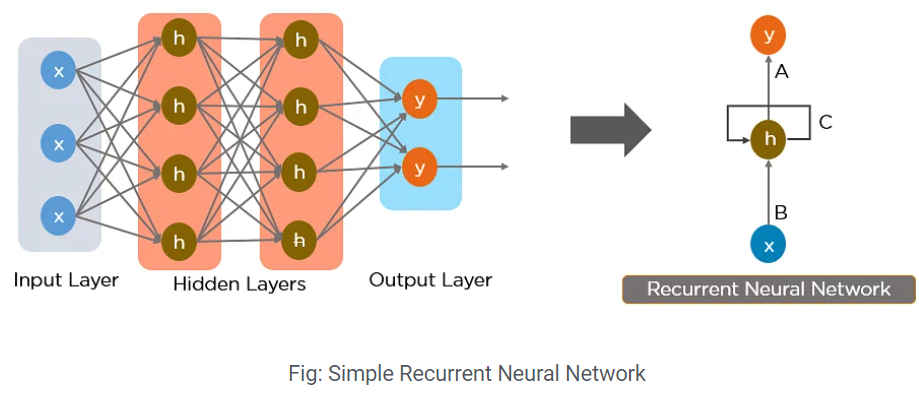 x
x
x
h
h
h
h
h
h
h
h
y
y
Input Layer
Hidden Layers
Output Layer
y
A
h
C
B
x
Recurrent Neural Network
Fig: Simple Recurrent Neural Network